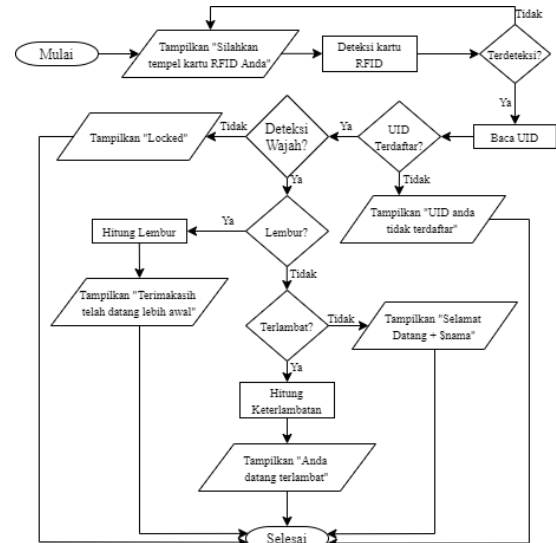 Tidak
Mulai
Tampilkan "Silahkan
tempel kartu RFID Anda"
Deteksi kartu
RFID
Terdeteksi?
Ya
Tampilkan "Locked"
Tidak
Deteksi
Wajah?
Ya
UID
Terdaftar?
Baca UID
Ya
Tidak
Hitung Lembur
Ya
Lembur?
Tampilkan "UID anda
tidak terdaftar"
Tidak
Tampilkan "Terimakasih
telah datang lebih awal"
Terlambat?
Tidak
Tampilkan "Selamat
Datang + $nama"
Ya
Hitung
Keterlambatan
Tampilkan "Anda
datang terlambat"
Selesai